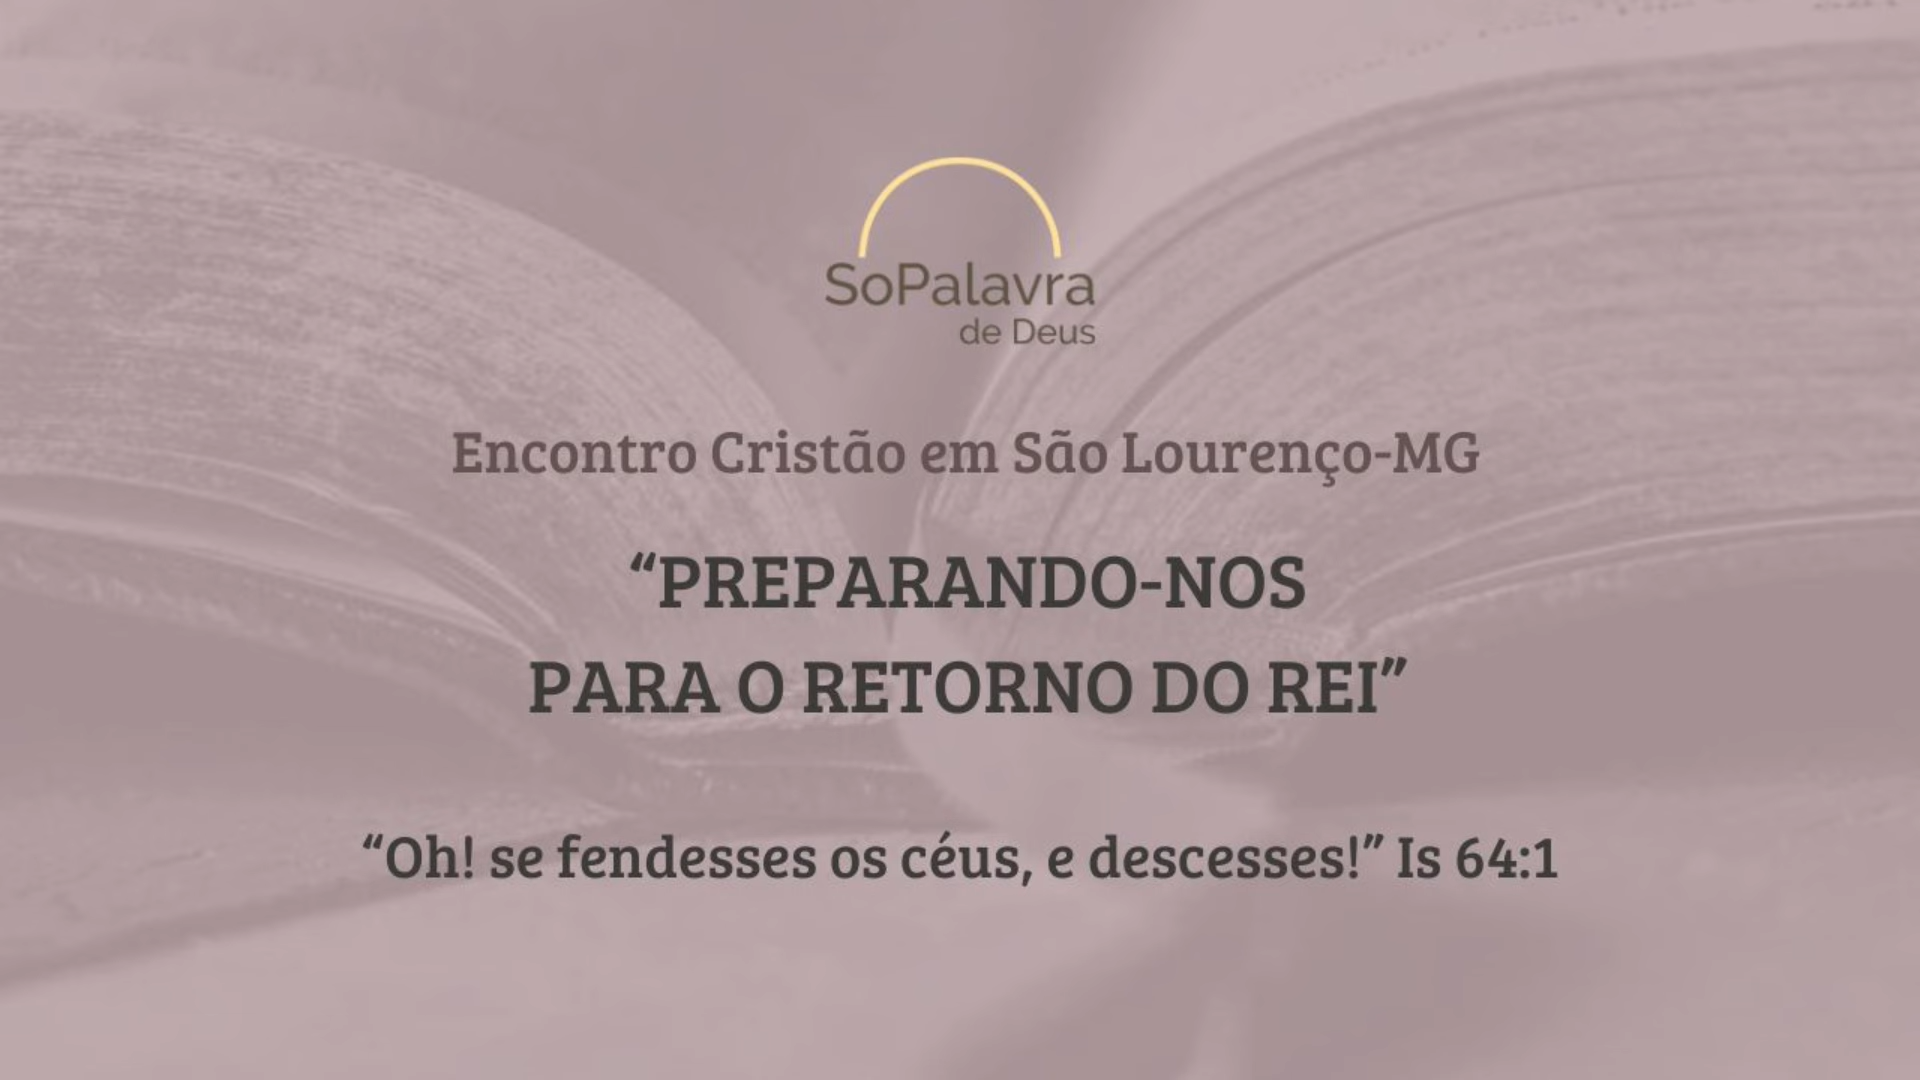 SoPalavra
de Deus
Encontro Cristão em São Lourenço-MG
“PREPARANDO-NOS
PARA O RETORNO DO REI”
“Oh! se fendesses os céus, e descesses!” Is 64:1